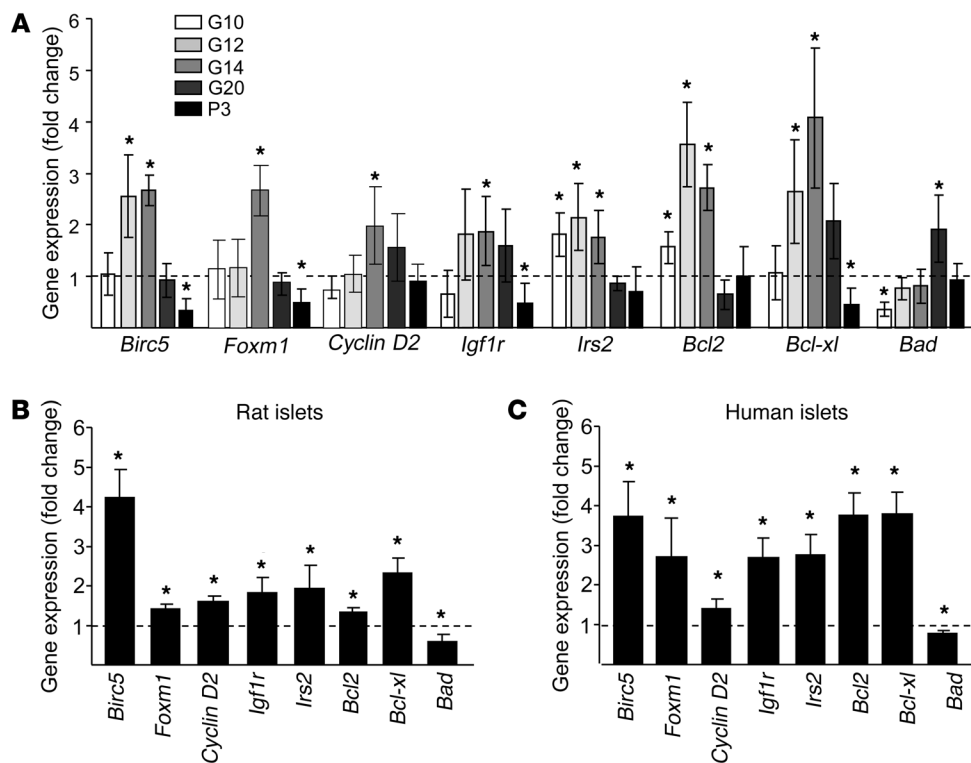 A
Gene expression (fold change)
6
5
4
3
2
1
G10
G12
G14
G20
P3
* * *
* *
*
* *
* * *
* * *
* * *
* *
Birc5 Foxm1 Cyclin D2 Igf1r Irs2 Bcl2 Bcl-xl Bad
B
Rat islets
Gene expression (fold change)
6
5
4
3
2
1
* * * * * * * *
Birc5 Foxm1 Cyclin D2 Igf1r Irs2 Bcl2 Bcl-xl Bad
C
Human islets
Gene expression (fold change)
6
5
4
3
2
1
* * * * * * * *
Birc5 Foxm1 Cyclin D2 Igf1r Irs2 Bcl2 Bcl-xl Bad